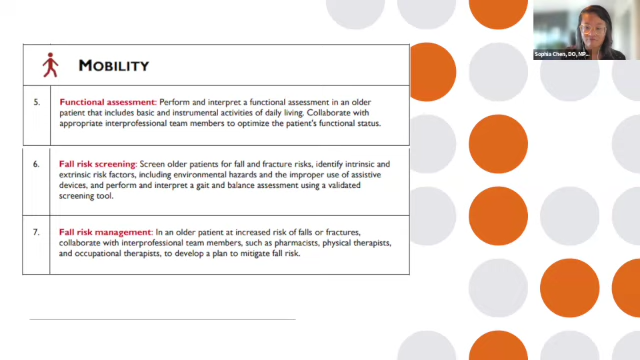 Sophia Chen, DO, MP...
MOBILITY
5. Functional assessment: Perform and interpret a functional assessment in an older
patient that includes basic and instrumental activities of daily living. Collaborate with
appropriate interprofessional team members to optimize the patient's functional status.
6. Fall risk screening: Screen older patients for fall and fracture risks, identify intrinsic and
extrinsic risk factors, including environmental hazards and the improper use of assistive
devices, and perform and interpret a gait and balance assessment using a validated
screening tool.
7. Fall risk management: In an older patient at increased risk of falls or fractures,
collaborate with interprofessional team members, such as pharmacists, physical therapists,
and occupational therapists, to develop a plan to mitigate fall risk.